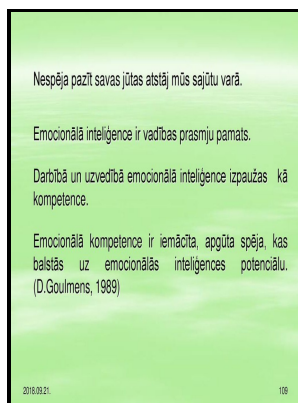 Nespēja pazīt savas jūtas atstāj mūs sajūtu varā.
Emocionālā inteliģence ir vadības prasmju pamats.
Darbībā un uzvedībā emocionālā inteliģence izpaužas kā
kompetence.
Emocionālā kompetence ir iemācīta, apgūta spēja, kas
balstās uz emocionālās inteliģences potenciālu.
(D.Goulmens, 1989)
2018.09.21.
109